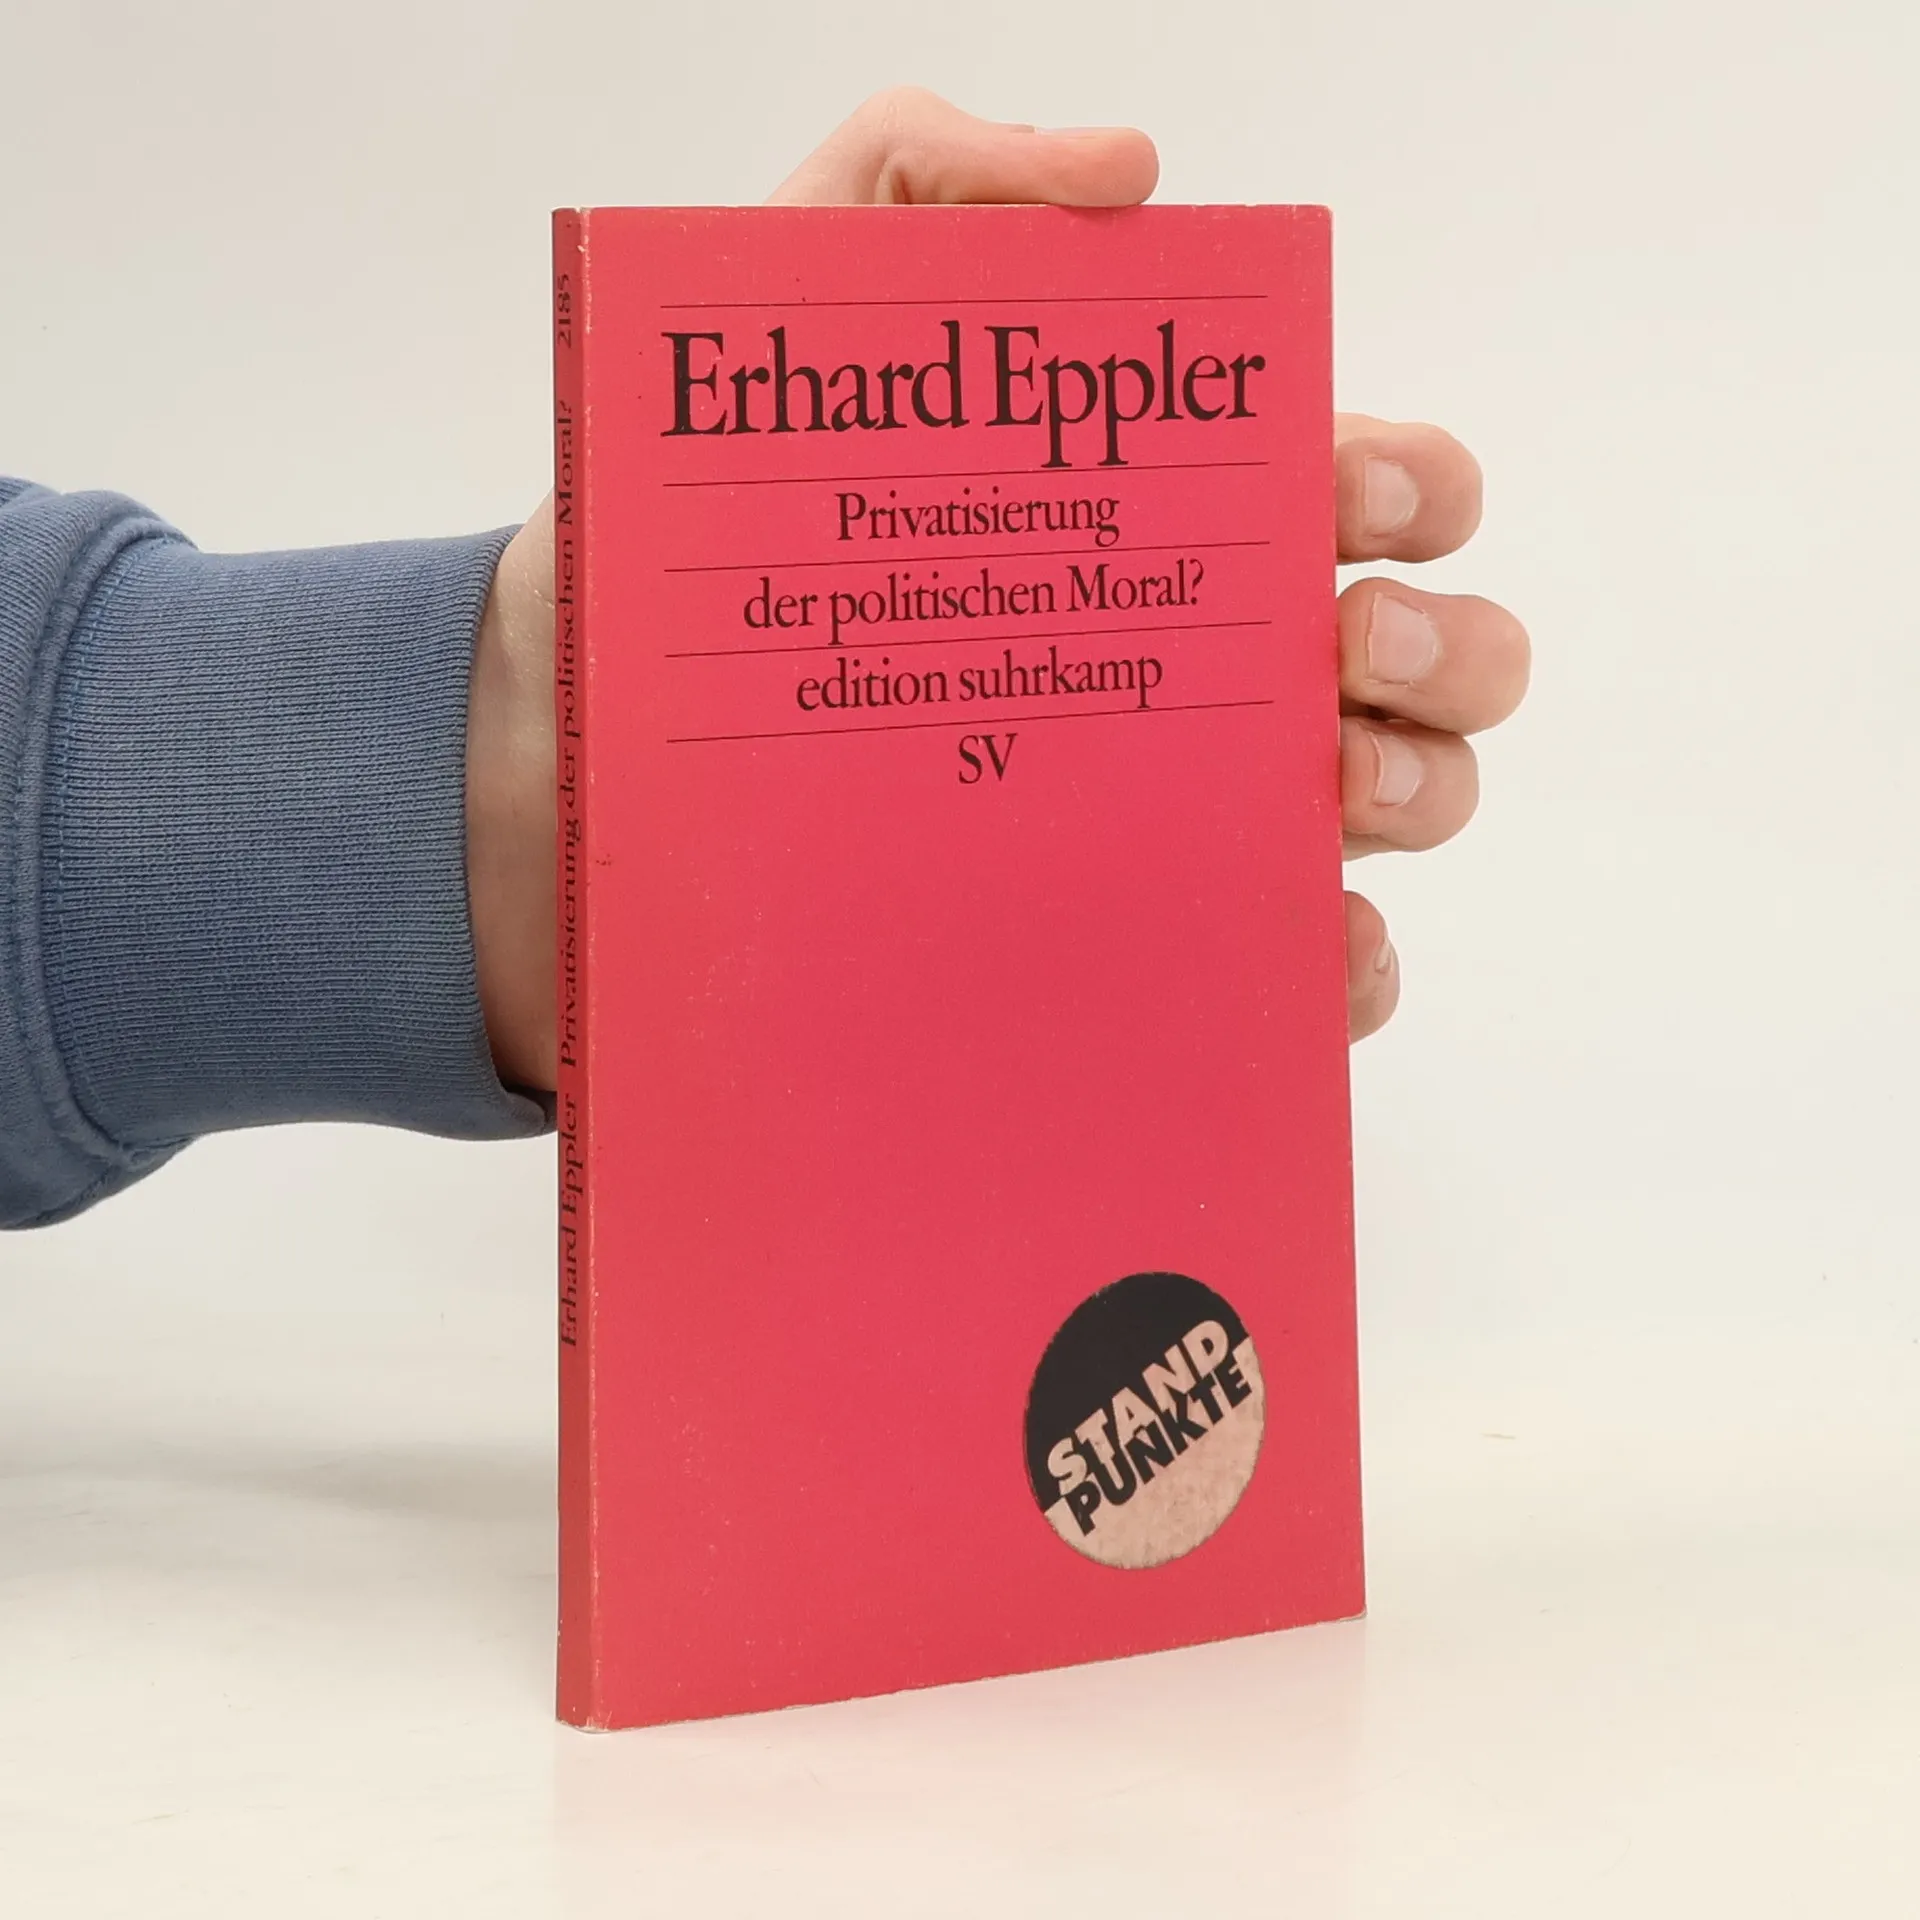 Erhard Eppler
Privatisierung
der politischen Moral?
edition suhrkamp
SV
STAND
PUNKTE
Erhard Eppler Privatisierung der politischen Moral? 2185